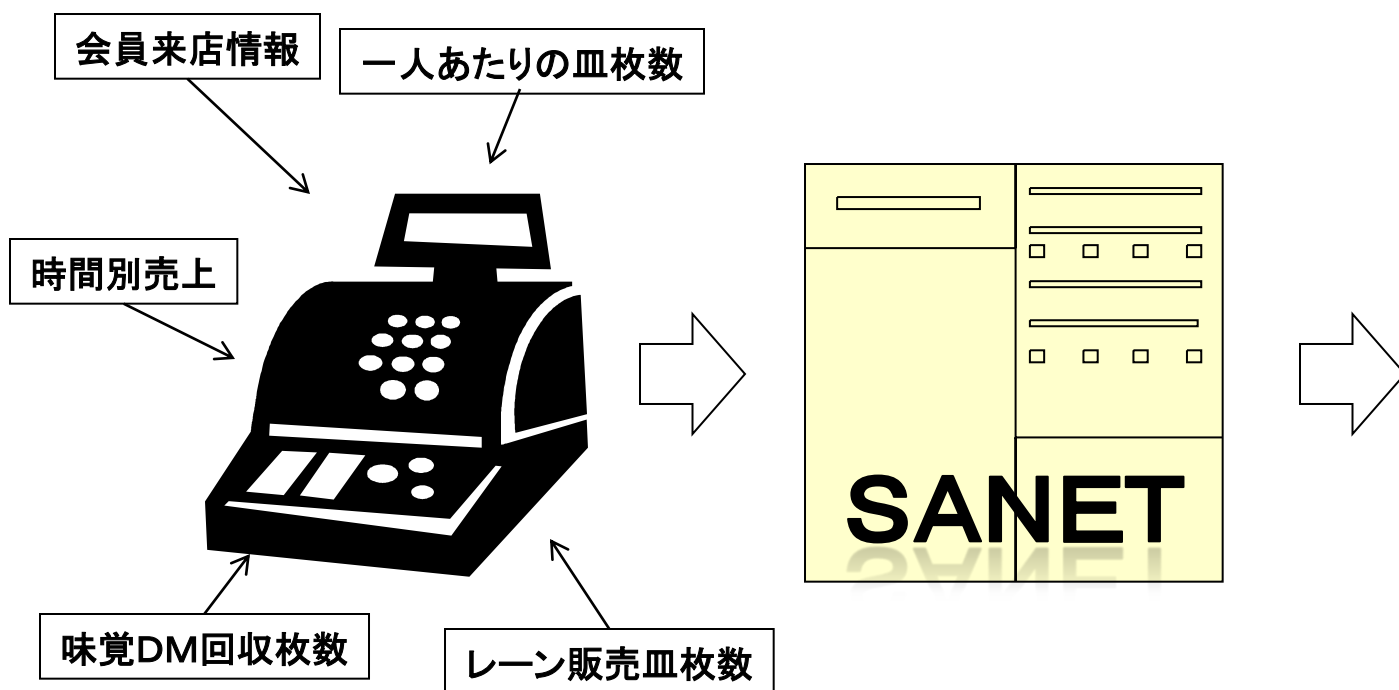 会員来店情報
一人あたりの皿枚数
時間別売上
SANET
味覚DM回収枚数
レーン販売皿枚数